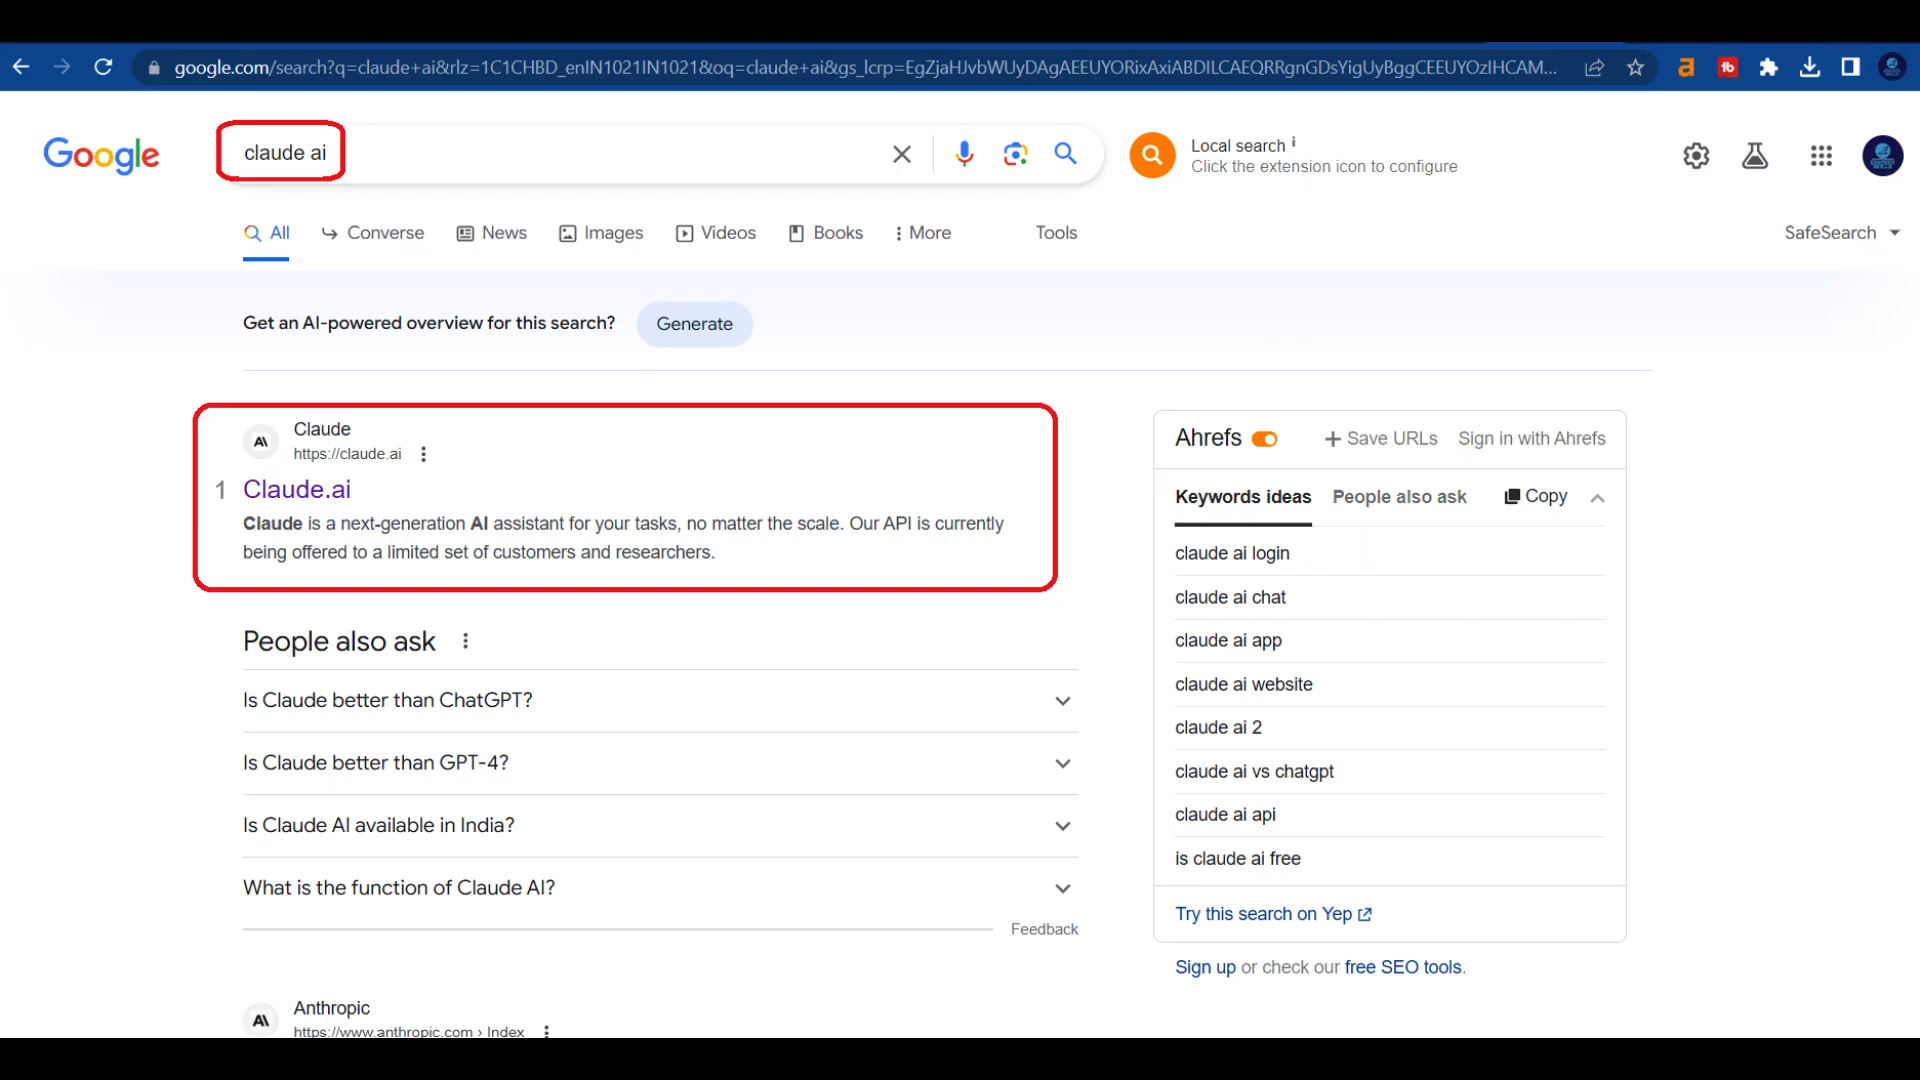 google.com/search?q=claude+ai&rlz=1C1CHBD_enIN1021IN1021&oq=claude+ai&gs_lcrp=EgZjaHJvbWUyDAgAEEUYORixAxiABDILCAEQRRgnGDsYigUyBggCEEUYOzIHCAM...
Google
claude ai
Local search i
Click the extension icon to configure
All Converse News Images Videos Books More Tools SafeSearch
Get an AI-powered overview for this search? Generate
Claude
https://claude.ai
1 Claude.ai
Claude is a next-generation AI assistant for your tasks, no matter the scale. Our API is currently
being offered to a limited set of customers and researchers.
People also ask
Is Claude better than ChatGPT?
Is Claude better than GPT-4?
Is Claude AI available in India?
What is the function of Claude AI?
Feedback
Anthropic
https://www.anthropic.com › Index
Ahrefs + Save URLs Sign in with Ahrefs
Keywords ideas People also ask Copy
claude ai login
claude ai chat
claude ai app
claude ai website
claude ai 2
claude ai vs chatgpt
claude ai api
is claude ai free
Try this search on Yep
Sign up or check our free SEO tools.